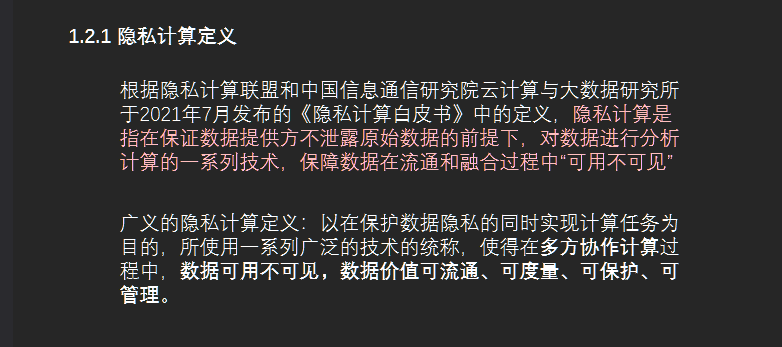 1.2.1 隐私计算定义
根据隐私计算联盟和中国信息通信研究院云计算与大数据研究所
于2021年7月发布的《隐私计算白皮书》中的定义，隐私计算是
指在保证数据提供方不泄露原始数据的前提下，对数据进行分析
计算的一系列技术，保障数据在流通和融合过程中“可用不可见”
广义的隐私计算定义：以在保护数据隐私的同时实现计算任务为
目的，所使用一系列广泛的技术的统称，使得在多方协作计算过
程中，数据可用不可见，数据价值可流通、可度量、可保护、可
管理。